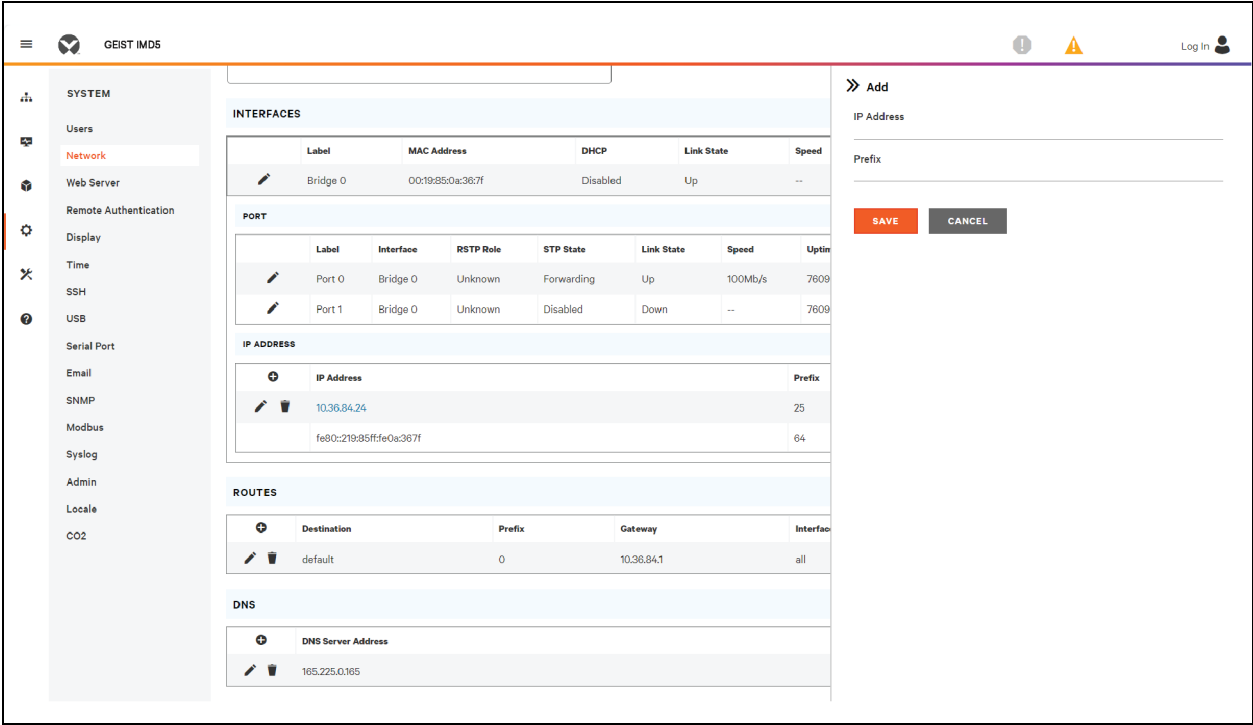 GEIST IMD5
Log In
SYSTEM
Users
Network
Web Server
Remote Authentication
Display
Time
SSH
USB
Serial Port
Email
SNMP
Modbus
Syslog
Admin
Locale
CO2
INTERFACES
Label MAC Address DHCP Link State Speed
Bridge 0 00:19:85:0a:36:7f Disabled Up --
PORT
Label Interface RSTP Role STP State Link State Speed Uptim
Port 0 Bridge 0 Unknown Forwarding Up 100Mb/s 7609
Port 1 Bridge 0 Unknown Disabled Down -- 7609
IP ADDRESS
IP Address Prefix
10.36.84.24 25
fe80::219:85ff:fe0a:367f 64
ROUTES
Destination Prefix Gateway Interfac
default 0 10.36.84.1 all
DNS
DNS Server Address
165.225.0.165
Add
IP Address
Prefix
SAVE CANCEL